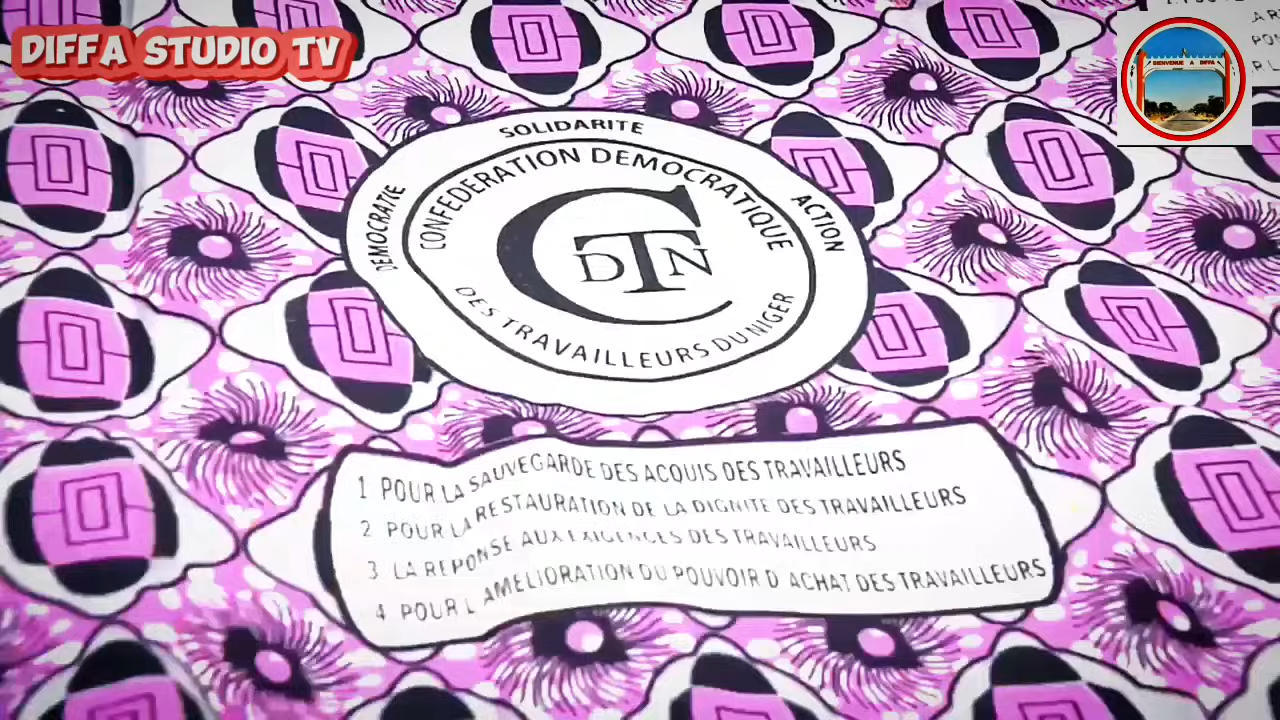 DIFFA STUDIO TV
BIENVENUE A DIFFA
SOLIDARITE
DEMOCRATIE
ACTION
CONFEDERATION DEMOCRATIQUE
DES TRAVAILLEURS DU NIGER
CDTN
1 POUR LA SAUVEGARDE DES ACQUIS DES TRAVAILLEURS
2 POUR LA RESTAURATION DE LA DIGNITE DES TRAVAILLEURS
3 LA REPONSE AUX EXIGENCES DES TRAVAILLEURS
4 POUR L AMELIORATION DU POUVOIR D ACHAT DES TRAVAILLEURS